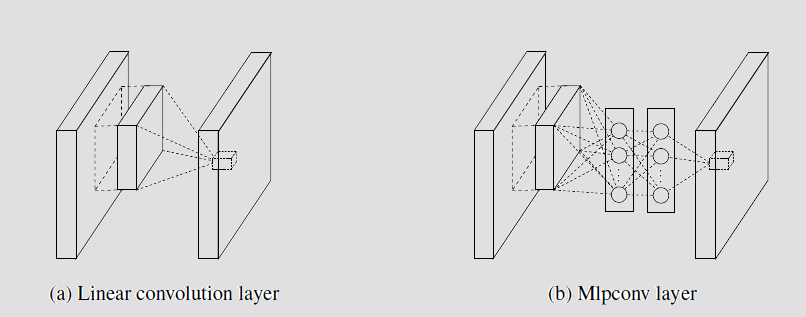 (a) Linear convolution layer
(b) Mlpconv layer